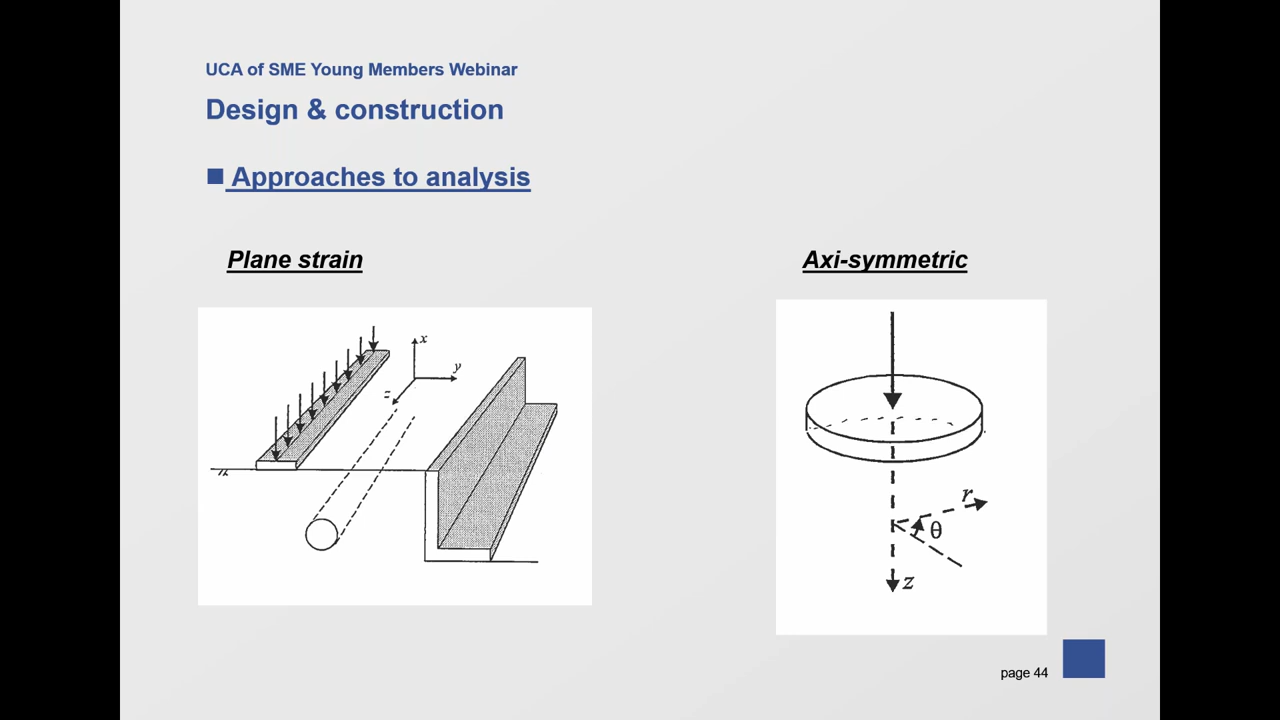 UCA of SME Young Members Webinar
Design & construction
Approaches to analysis
Plane strain
Axi-symmetric
x
y
z
r
θ
z
page 44